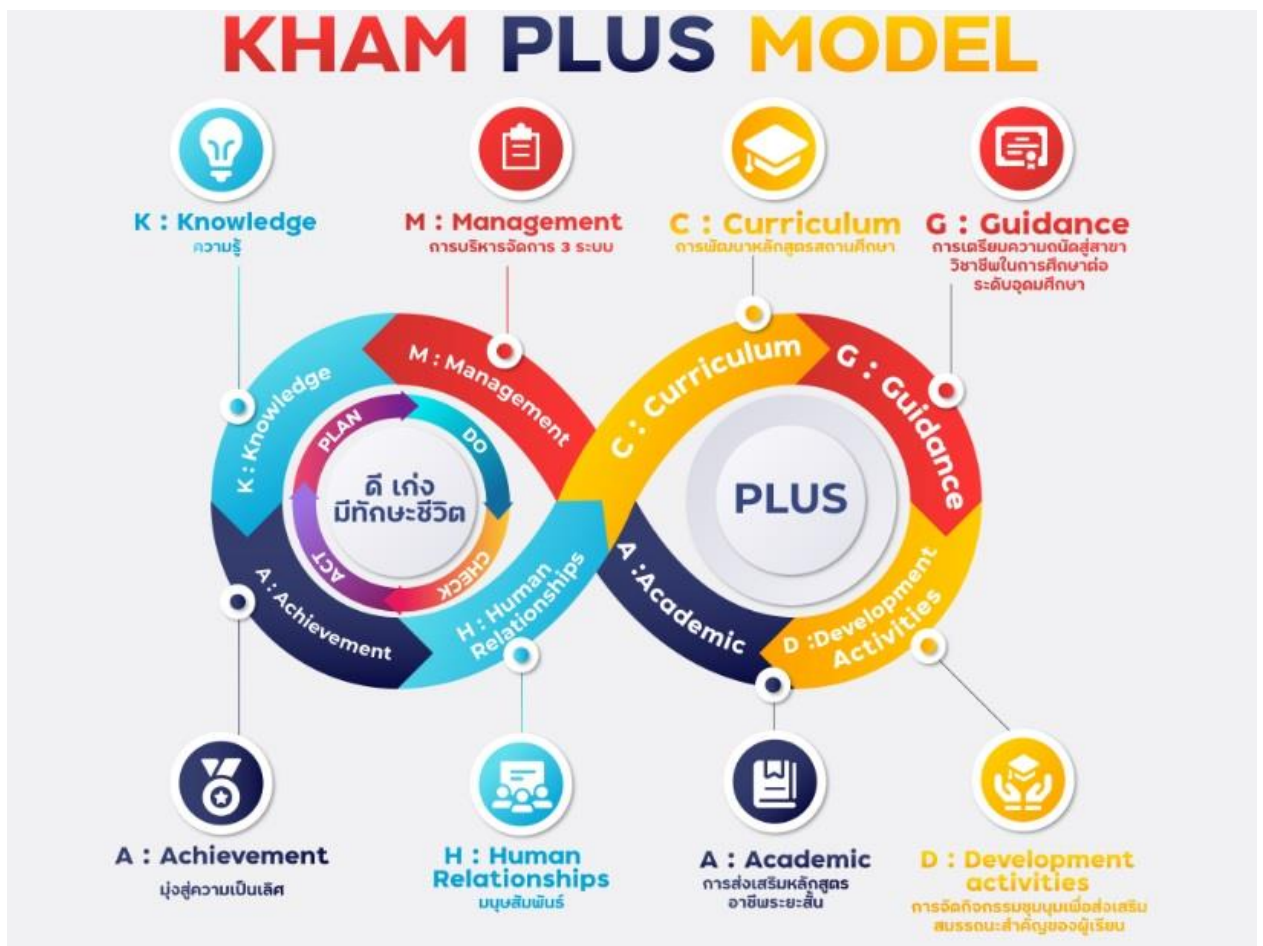 KHAM PLUS MODEL
K : Knowledge
ความรู้
M : Management
การบริหารจัดการ 3 ระบบ
C : Curriculum
การพัฒนาหลักสูตรสถานศึกษา
G : Guidance
การเตรียมความถนัดสู่สาขา
วิชาชีพในการศึกษาต่อ
ระดับอุดมศึกษา
K : Knowledge
M : Management
C : Curriculum
G : Guidance
PLAN
DO
CHECK
ACT
ดี เก่ง
มีทักษะชีวิต
PLUS
A : Achievement
H : Human
Relationships
A :Academic
D :Development
Activities
A : Achievement
มุ่งสู่ความเป็นเลิศ
H : Human
Relationships
มนุษสัมพันธ์
A : Academic
การส่งเสริมหลักสูตร
อาชีพระยะสั้น
D : Development
activities
การจัดกิจกรรมชุมนุมเพื่อส่งเสริม
สมรรถนะสำคัญของผู้เรียน